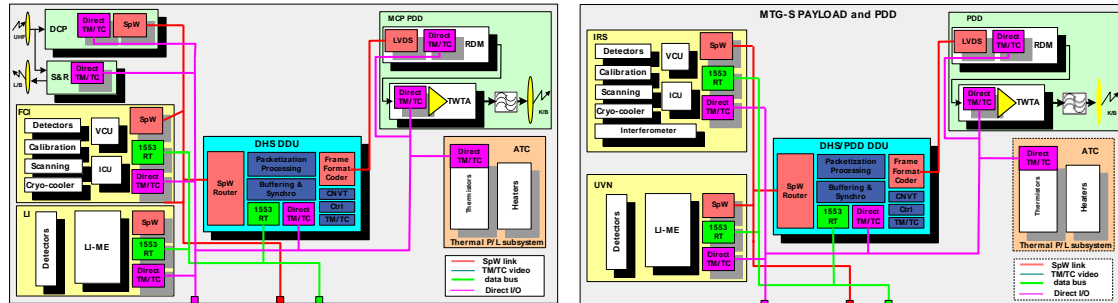 UHF
DCP
Direct
TM/TC
SpW
L/B
S&R
Direct
TM/TC
FCI
Detectors
Calibration
Scanning
Cryo-cooler
VCU
ICU
SpW
1553
RT
Direct
TM/TC
LI
Detectors
LI-ME
SpW
1553
RT
Direct
TM/TC
DHS DDU
SpW
Router
Packetization
Processing
Buffering &
Synchro
Frame
Format-
Coder
CNVT
Ctrl
TM/TC
1553
RT
Direct
TM/TC
MCP PDD
LVDS
Direct
TM/TC
RDM
Direct
TM/TC
TWTA
K/B
ATC
Direct
TM/TC
Thermistors
Heaters
Thermal P/L subsystem
SpW link
TM/TC video
data bus
Direct I/O
MTG-S PAYLOAD and PDD
IRS
Detectors
Calibration
Scanning
Cryo-cooler
Interferometer
VCU
ICU
SpW
1553
RT
Direct
TM/TC
UVN
Detectors
LI-ME
SpW
1553
RT
Direct
TM/TC
DHS/PDD DDU
SpW
Router
Packetization
Processing
Buffering &
Synchro
Frame
Format-
Coder
CNVT
Ctrl
TM/TC
1553
RT
Direct
TM/TC
PDD
LVDS
Direct
TM/TC
RDM
Direct
TM/TC
TWTA
K/B
ATC
Direct
TM/TC
Thermistors
Heaters
Thermal P/L subsystem
SpW link
TM/TC video
data bus
Direct I/O